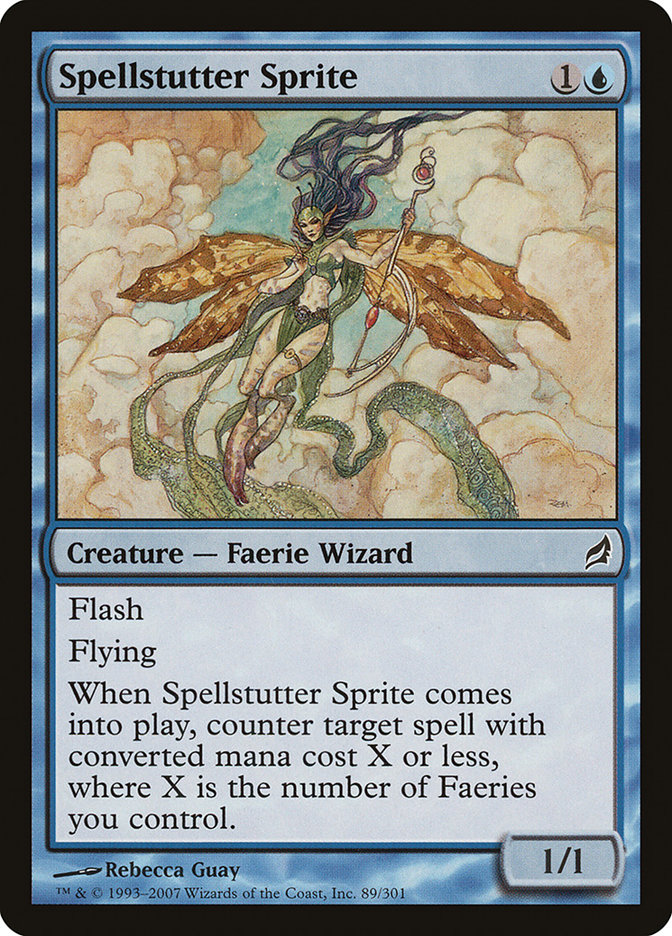 Spellstutter Sprite 1
Creature — Faerie Wizard
Flash
Flying
When Spellstutter Sprite comes
into play, counter target spell with
converted mana cost X or less,
where X is the number of Faeries
you control.
1/1
Rebecca Guay
™ & © 1993–2007 Wizards of the Coast, Inc. 89/301